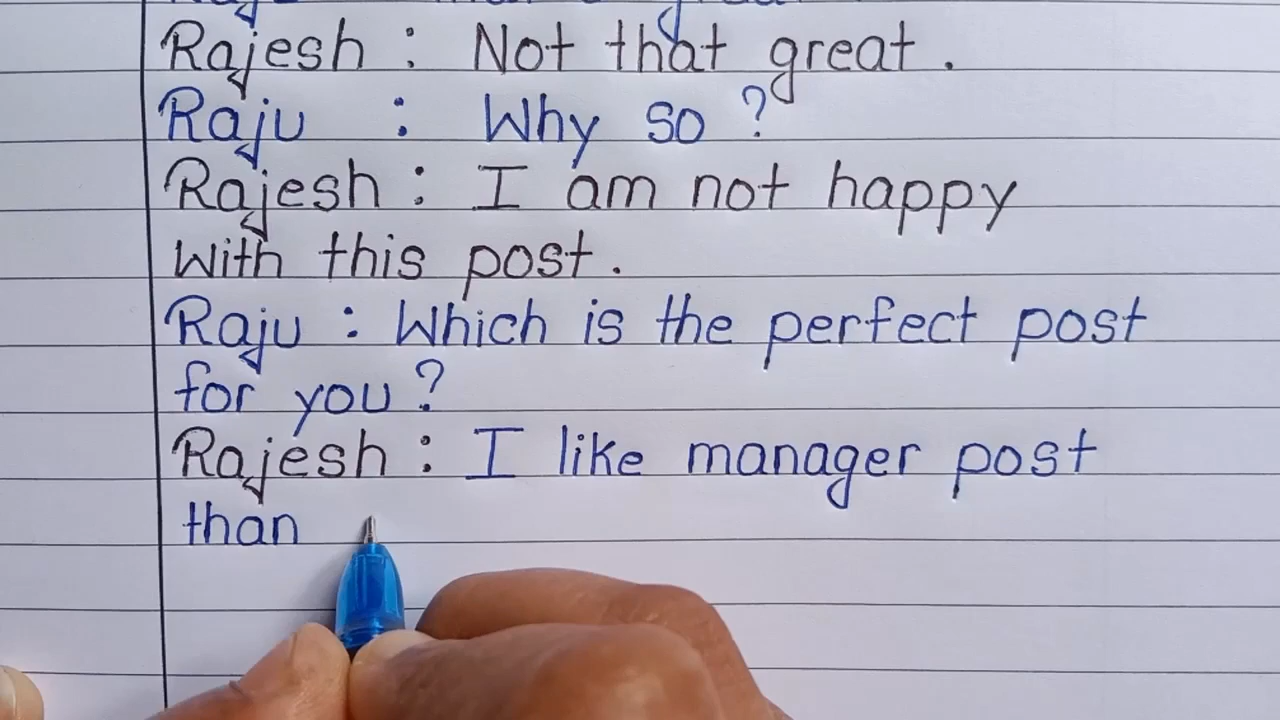 Rajesh : Not that great.
Raju : Why so ?
Rajesh : I am not happy
with this post.
Raju : Which is the perfect post
for you ?
Rajesh : I like manager post
than